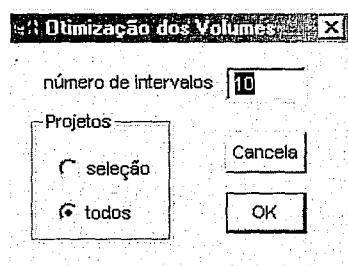 Otimização dos Volumes
número de intervalos 10
Projetos
seleção
todos
Cancela
OK